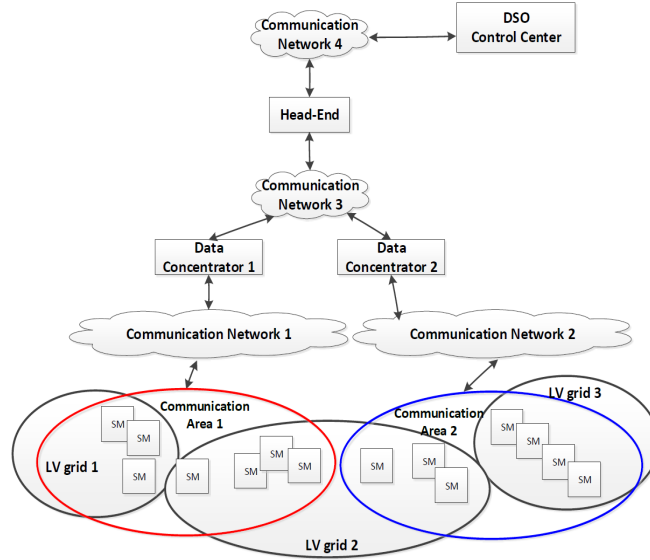 Communication
Network 4
DSO
Control Center
Head-End
Communication
Network 3
Data
Concentrator 1
Data
Concentrator 2
Communication Network 1
Communication Network 2
Communication
Area 1
Communication
Area 2
LV grid 3
LV grid 1
LV grid 2
SM
SM
SM
SM
SM
SM
SM
SM
SM
SM
SM
SM
SM
SM